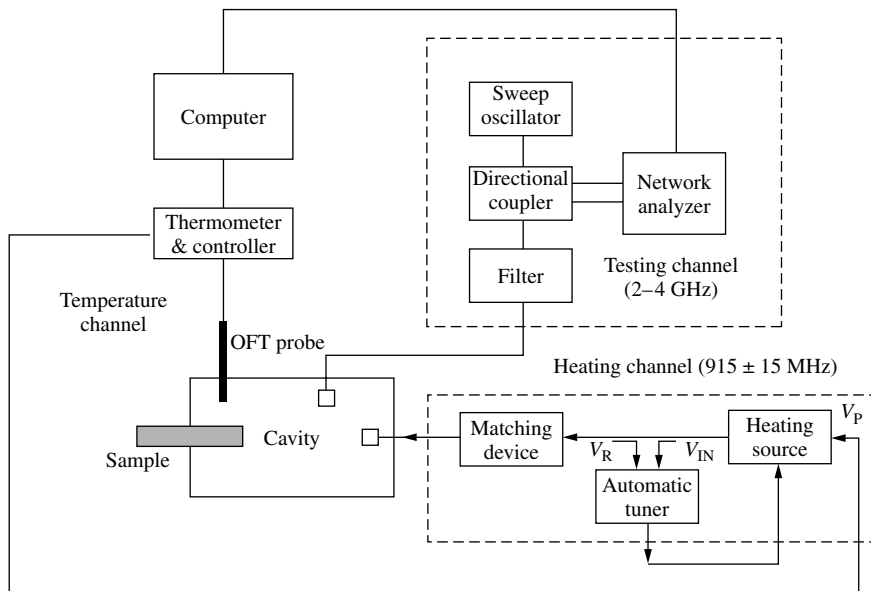 Computer
Sweep
oscillator
Directional
coupler
Network
analyzer
Thermometer
& controller
Filter
Testing channel
(2–4 GHz)
Temperature
channel
OFT probe
Heating channel (915 ± 15 MHz)
Cavity
Sample
Matching
device
V_R
V_IN
Heating
source
V_P
Automatic
tuner